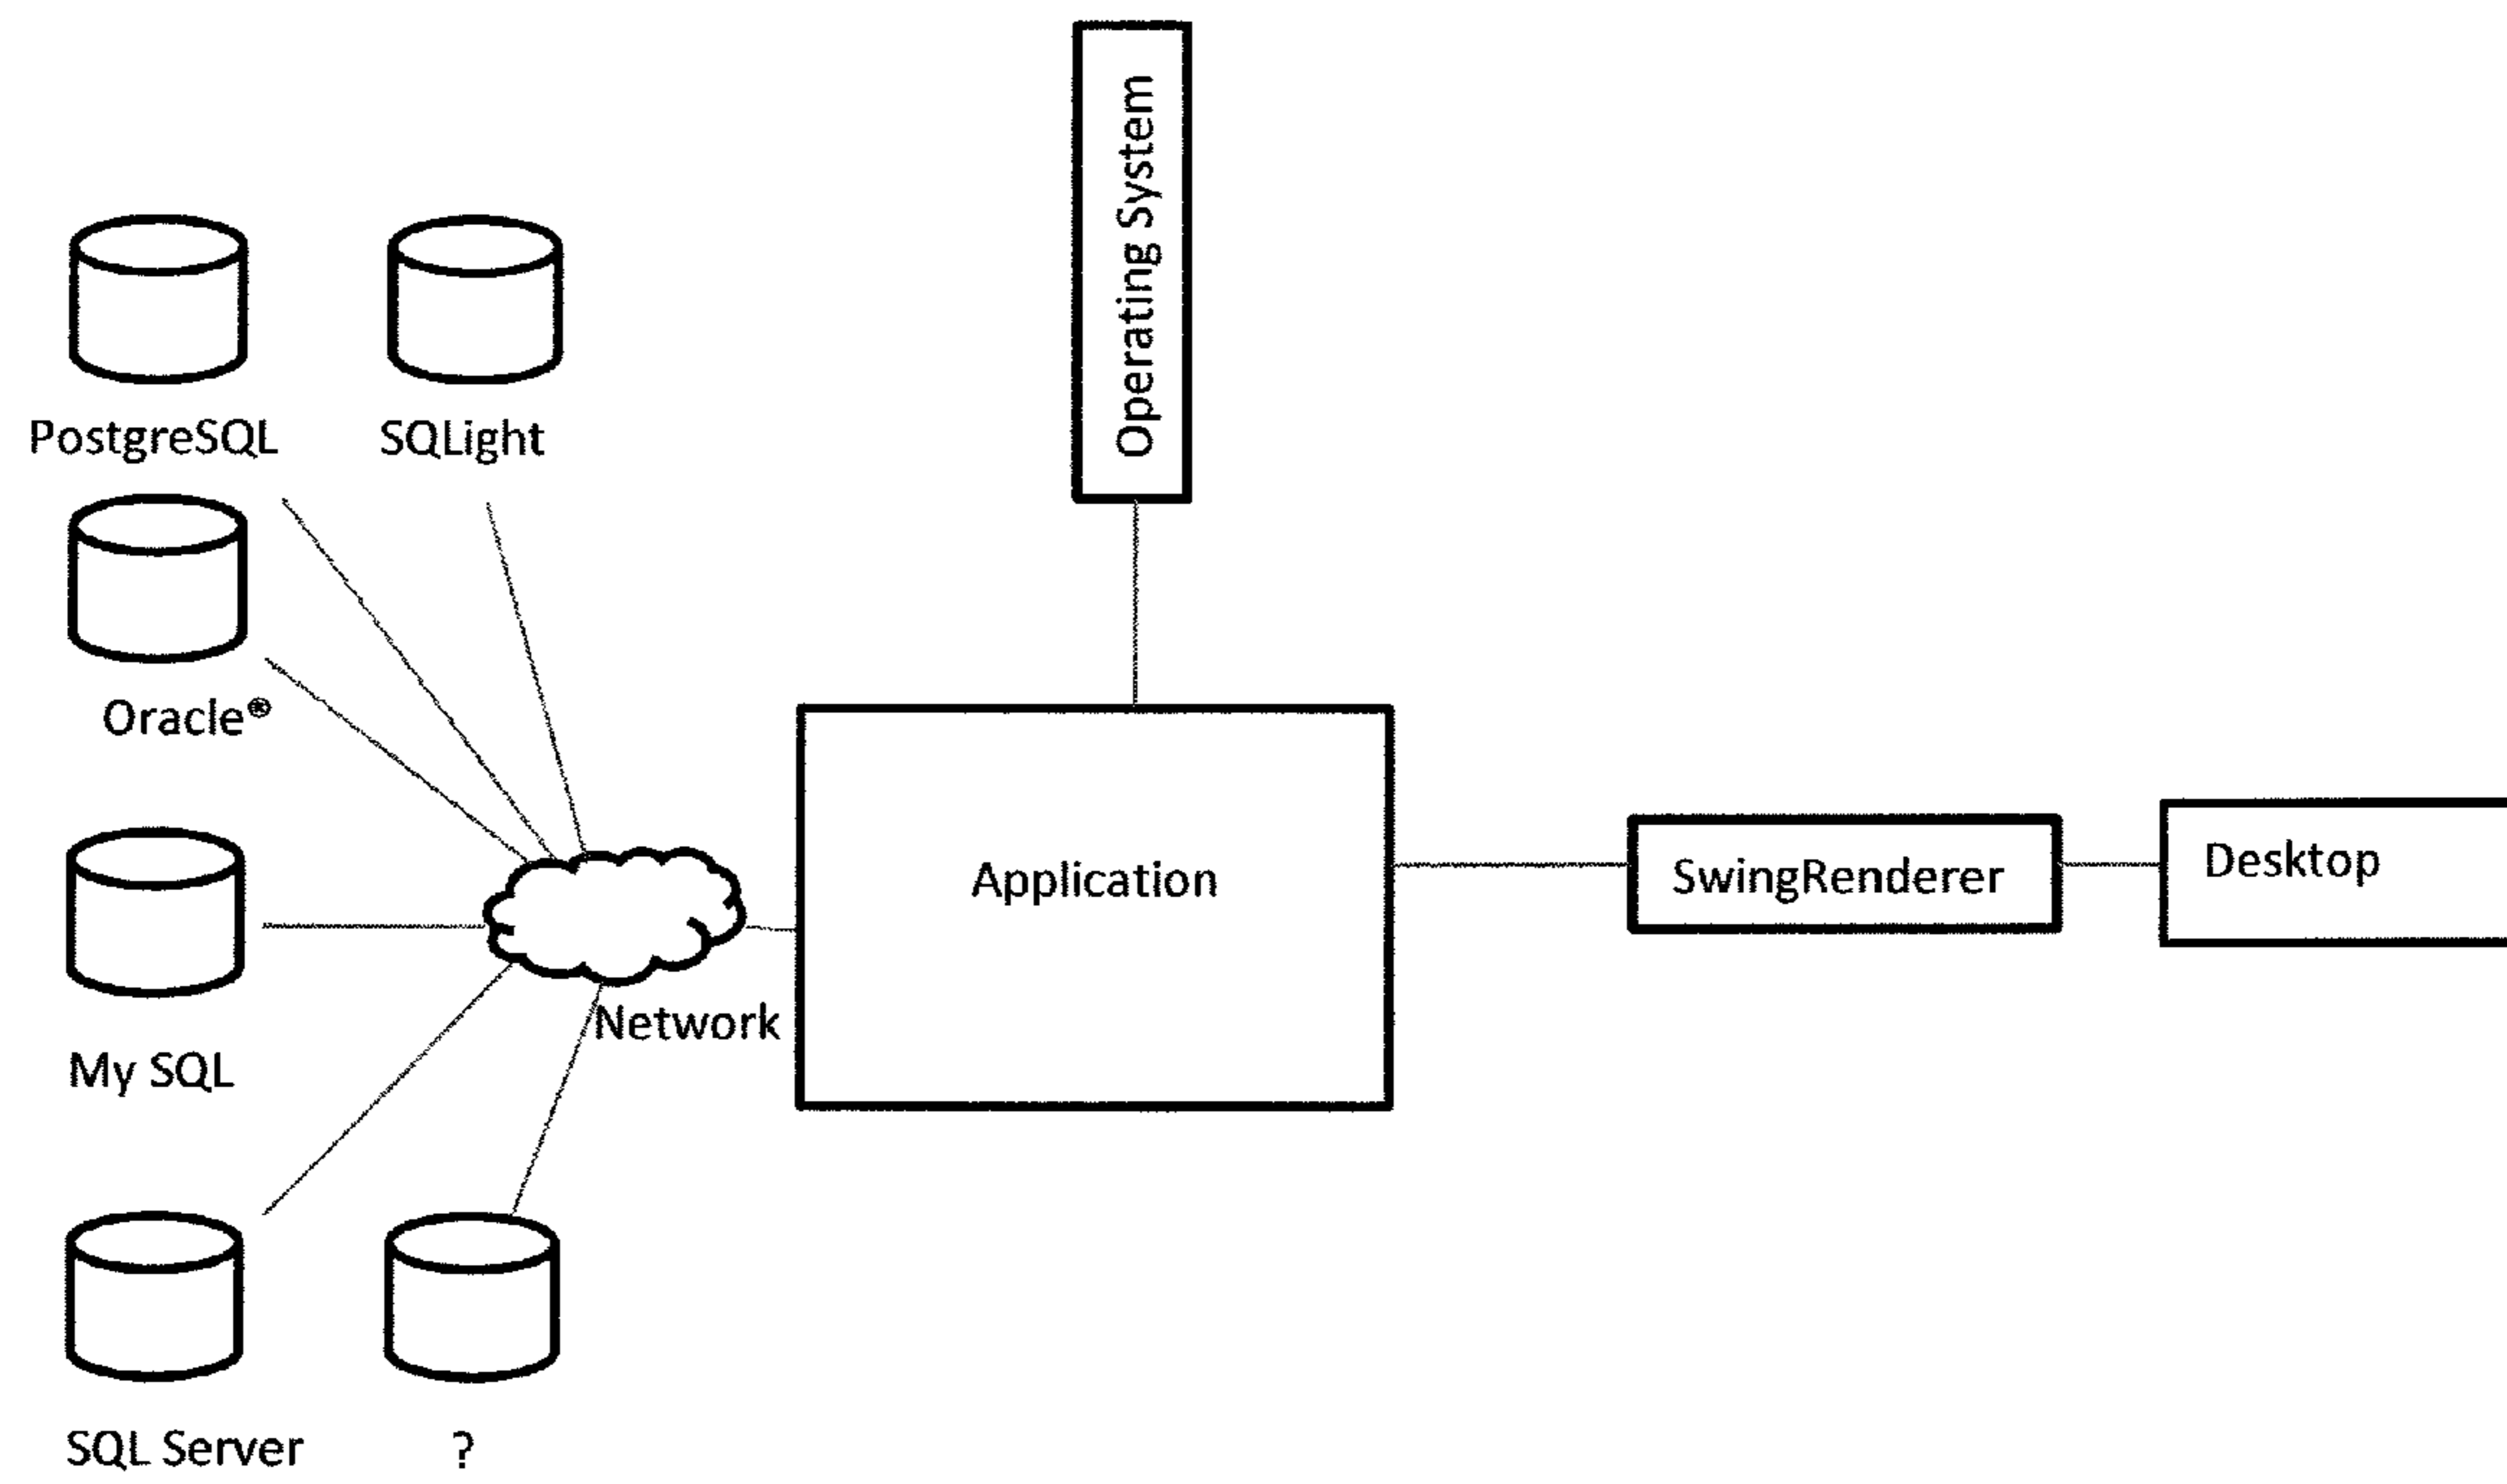 Operating System
PostgreSQL
SQLight
Oracle®
Application
SwingRenderer
Desktop
Network
My SQL
SQL Server
?